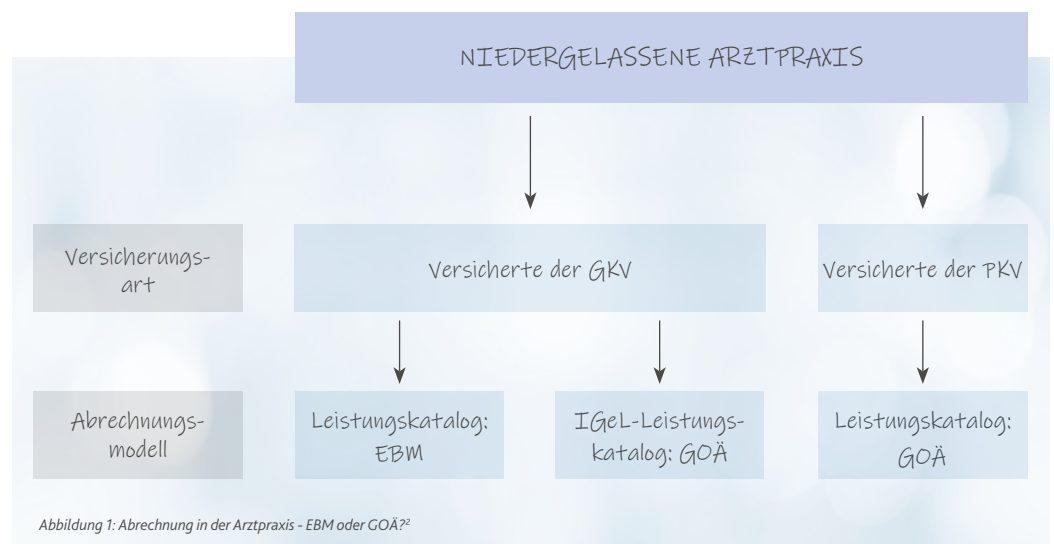 NIEDERGELASSENE ARZTPRAXIS
Versicherungs-
art
Versicherte der GKV
Versicherte der PKV
Abrechnungs-
modell
Leistungskatalog:
EBM
IGeL-Leistungs-
katalog: GOÄ
Leistungskatalog:
GOÄ
Abbildung 1: Abrechnung in der Arztpraxis - EBM oder GOÄ?²